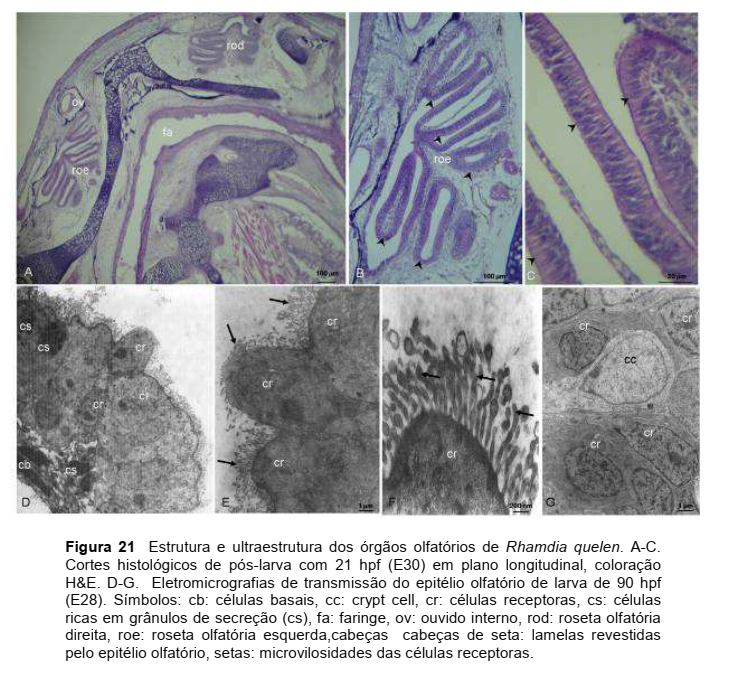 rod
ov
fa
roe
A
100 µm
roe
B
100 µm
C
20 µm
cs
cs
cr
cr
cr
cb
cs
D
cr
cr
cr
E
1 µm
cr
F
200 nm
cr
cr
cc
cr
cr
G
1 µm
Figura 21 Estrutura e ultraestrutura dos órgãos olfatórios de Rhamdia quelen. A-C.
Cortes histológicos de pós-larva com 21 hpf (E30) em plano longitudinal, coloração
H&E. D-G. Eletromicrografias de transmissão do epitélio olfatório de larva de 90 hpf
(E28). Símbolos: cb: células basais, cc: crypt cell, cr: células receptoras, cs: células
ricas em grânulos de secreção (cs), fa: faringe, ov: ouvido interno, rod: roseta olfatória
direita, roe: roseta olfatória esquerda,cabeças cabeças de seta: lamelas revestidas
pelo epitélio olfatório, setas: microvilosidades das células receptoras.